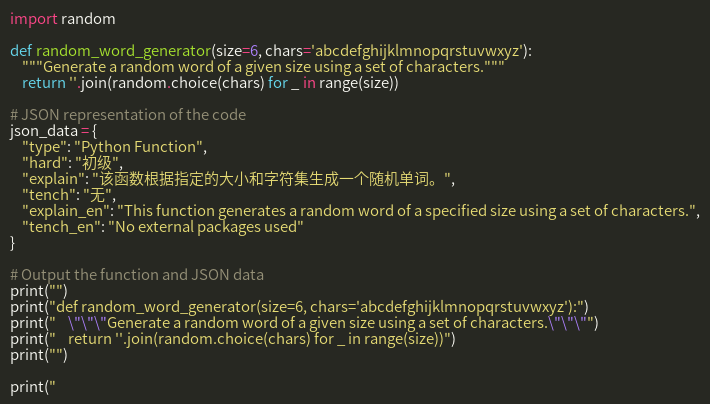 import random

def random_word_generator(size=6, chars='abcdefghijklmnopqrstuvwxyz'):
    """Generate a random word of a given size using a set of characters."""
    return ''.join(random.choice(chars) for _ in range(size))

# JSON representation of the code
json_data = {
    "type": "Python Function",
    "hard": "初级",
    "explain": "该函数根据指定的大小和字符集生成一个随机单词。",
    "tench": "无",
    "explain_en": "This function generates a random word of a specified size using a set of characters.",
    "tench_en": "No external packages used"
}

# Output the function and JSON data
print("")
print("def random_word_generator(size=6, chars='abcdefghijklmnopqrstuvwxyz'):")
print("    \"\"\"Generate a random word of a given size using a set of characters.\"\"\"")
print("    return ''.join(random.choice(chars) for _ in range(size))")
print("")

print("